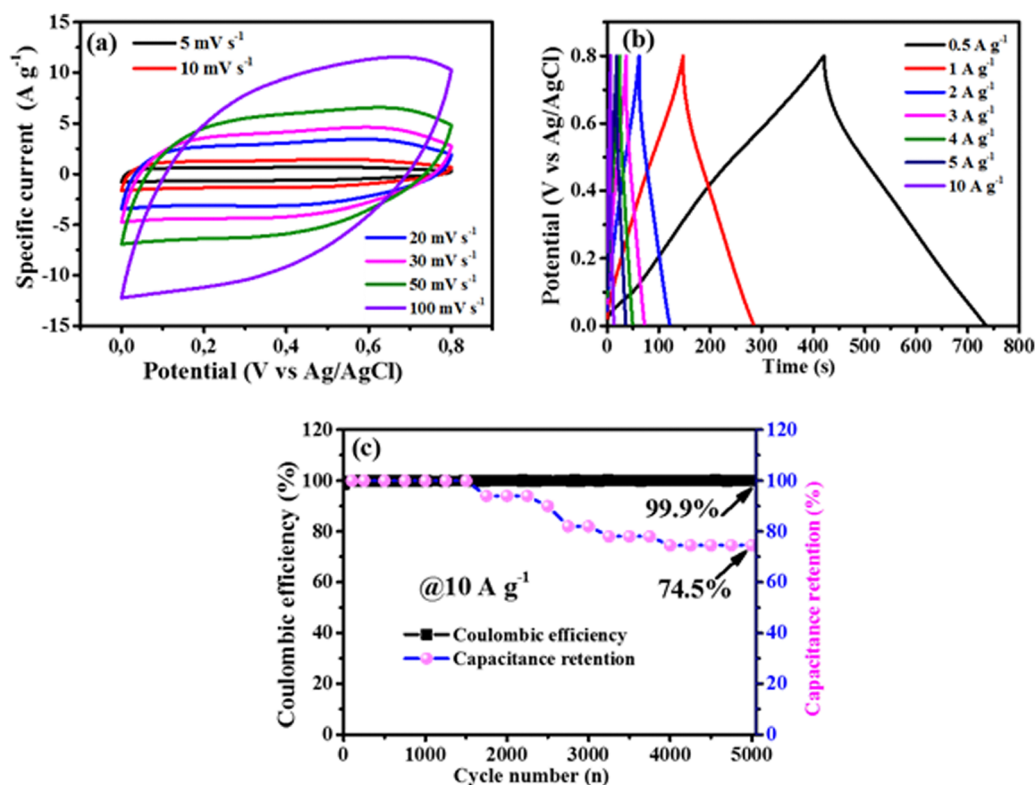 (a)
5 mV s⁻¹
10 mV s⁻¹
20 mV s⁻¹
30 mV s⁻¹
50 mV s⁻¹
100 mV s⁻¹
15
10
5
0
-5
-10
-15
Specific current (A g⁻¹)
0,0 0,2 0,4 0,6 0,8
Potential (V vs Ag/AgCl)
(b)
0.5 A g⁻¹
1 A g⁻¹
2 A g⁻¹
3 A g⁻¹
4 A g⁻¹
5 A g⁻¹
10 A g⁻¹
0.8
0.4
0.0
Potential (V vs Ag/AgCl)
0 100 200 300 400 500 600 700 800
Time (s)
(c)
120
100
80
60
40
20
0
Coulombic efficiency (%)
99.9%
74.5%
@10 A g⁻¹
Coulombic efficiency
Capacitance retention
120
100
80
60
40
20
0
Capacitance retention (%)
0 1000 2000 3000 4000 5000
Cycle number (n)